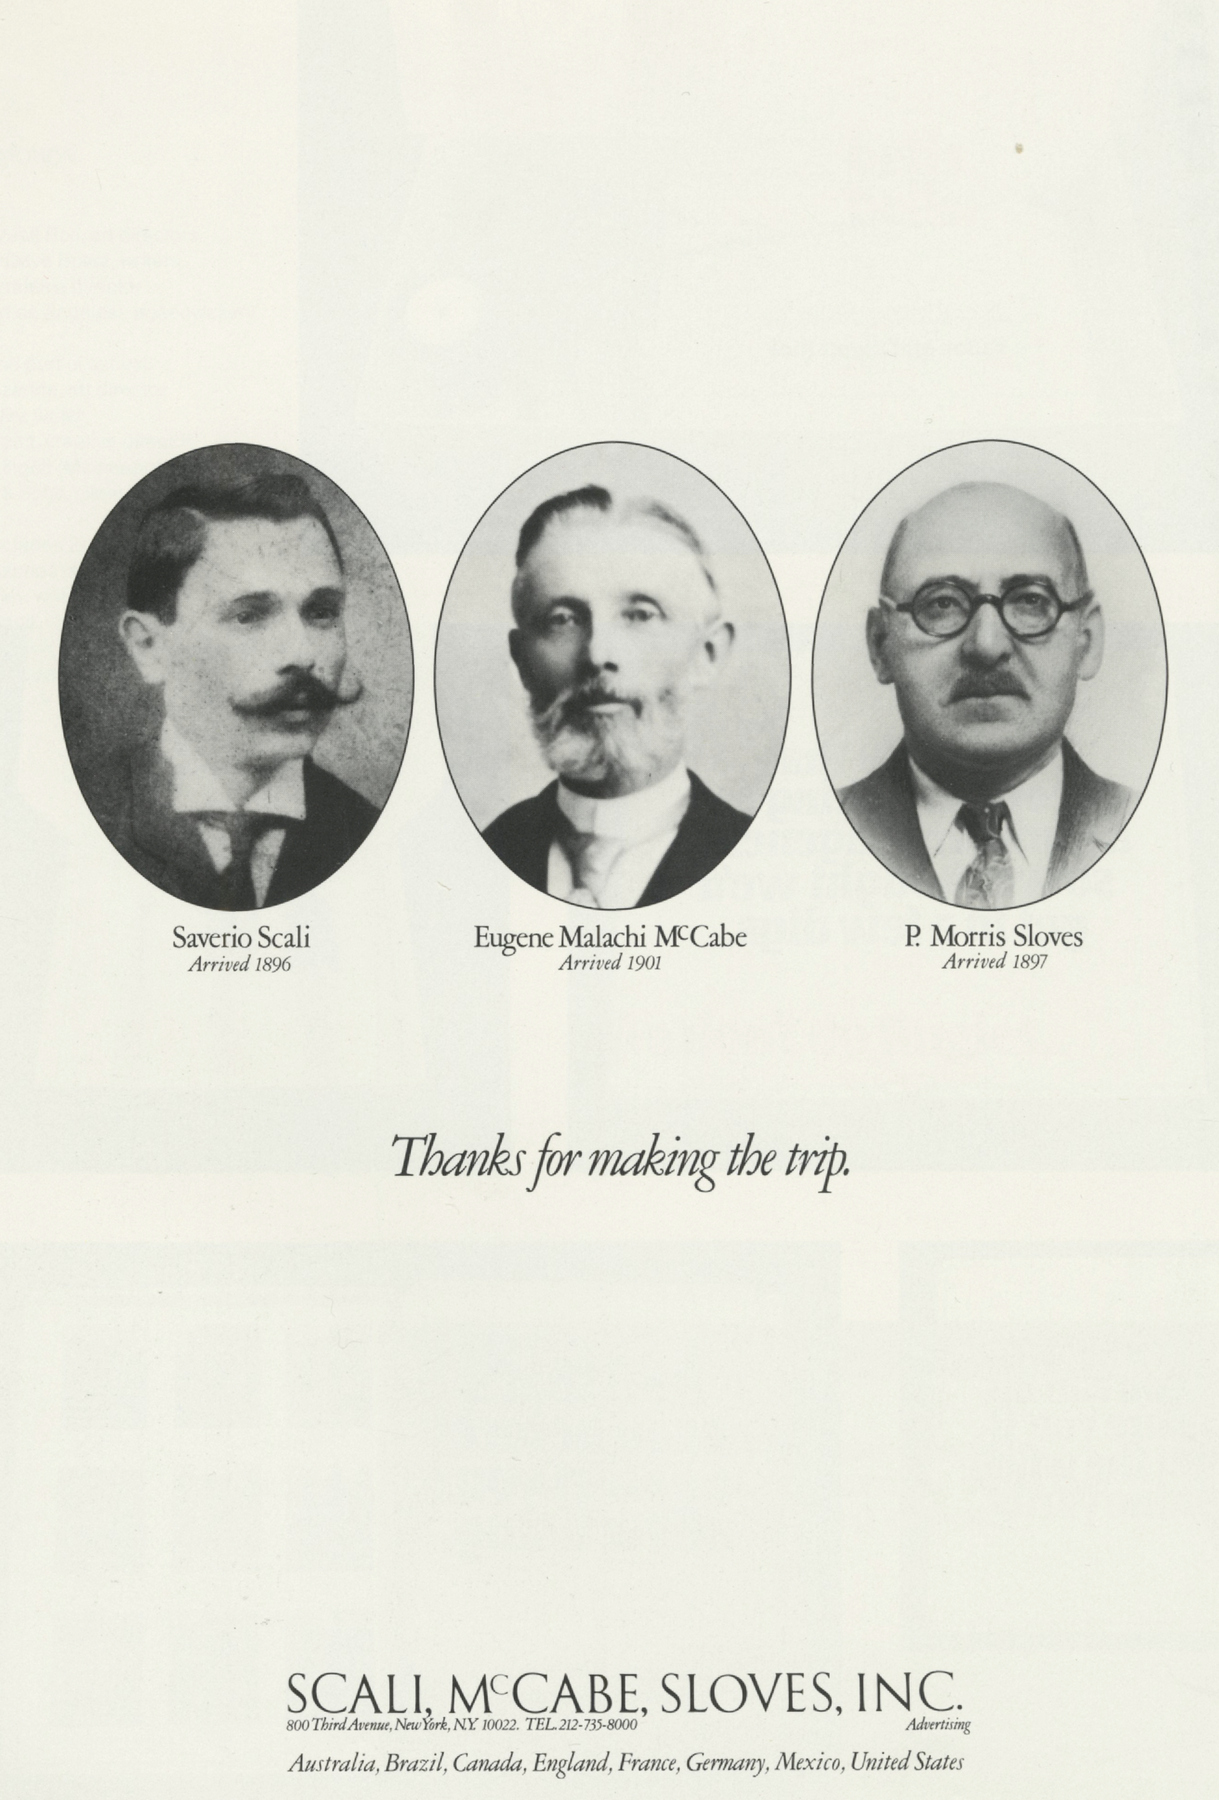 Saverio Scali
Arrived 1896
Eugene Malachi McCabe
Arrived 1901
P. Morris Sloves
Arrived 1897
Thanks for making the trip.
SCALI, McCABE, SLOVES, INC.
800 Third Avenue, New York, N.Y. 10022. TEL. 212-735-8000
Advertising
Australia, Brazil, Canada, England, France, Germany, Mexico, United States